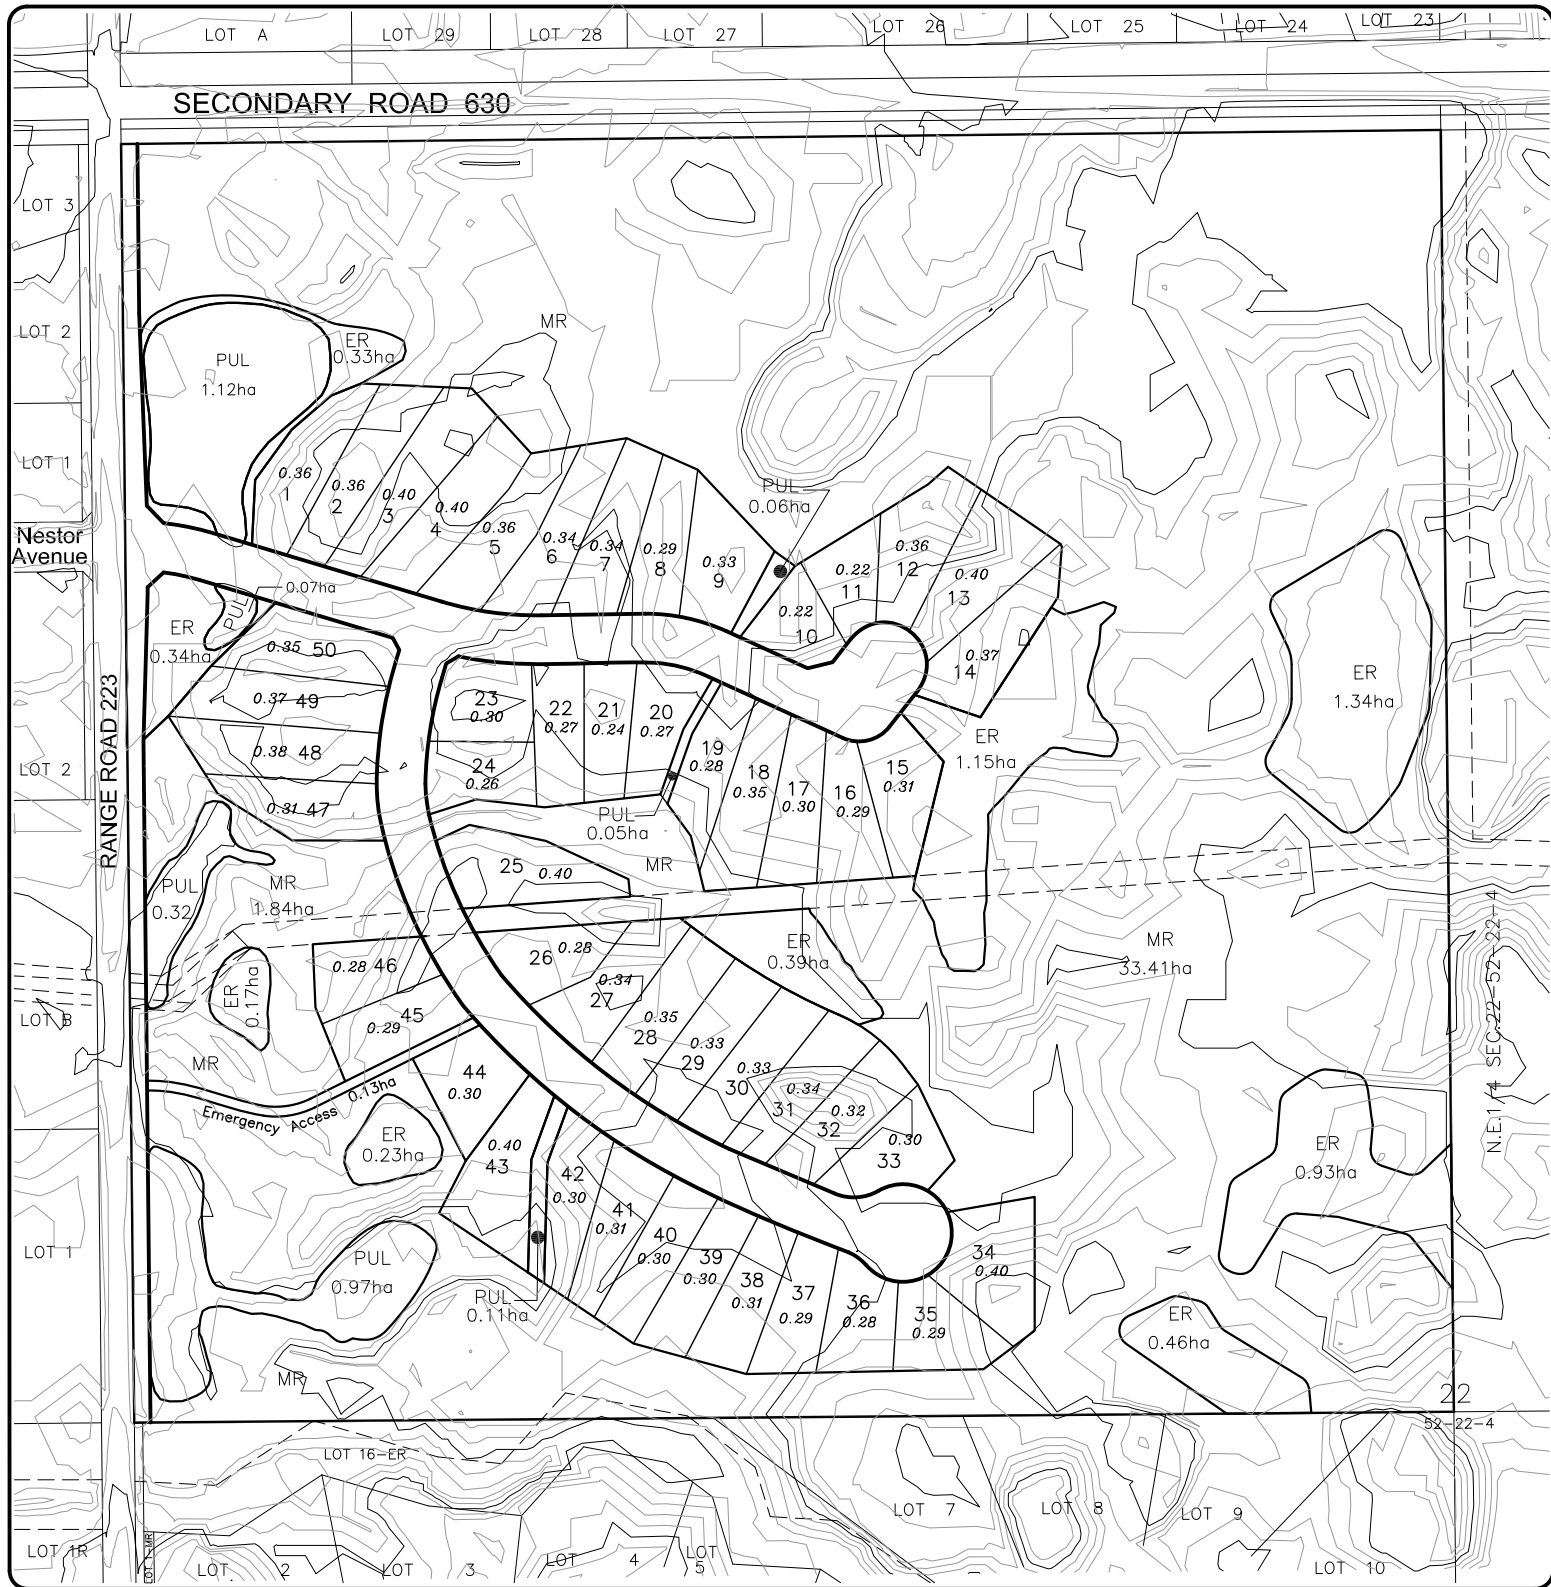 LOT A
LOT 29
LOT 28
LOT 27
LOT 26
LOT 25
LOT 24
LOT 23
SECONDARY ROAD 630
LOT 3
LOT 2
LOT 1
Nestor
Avenue
RANGE ROAD 223
PUL
1.12ha
ER
0.33ha
MR
0.36
1
0.36
2
0.40
3
0.40
4
0.36
5
0.34
6
0.34
7
0.29
8
0.33
9
PUL
0.06ha
0.22
10
0.22
11
0.36
12
0.40
13
0.37
14
ER
1.15ha
ER
1.34ha
0.07ha
PUL
ER
0.34ha
0.35 50
0.37 49
0.38 48
0.31 47
23
0.30
24
0.26
22
0.27
21
0.24
20
0.27
19
0.28
18
0.35
17
0.30
16
0.29
15
0.31
PUL
0.05ha
MR
LOT 2
PUL
0.32
MR
1.84ha
25
0.40
26
0.28
0.34
27
0.35
28
0.33
29
0.33
30
0.34
31
0.32
32
0.30
33
ER
0.39ha
MR
33.41ha
N.E.1/4 SEC.22-52-22-4
ER
0.17ha
0.28 46
45
0.29
LOT B
MR
0.13ha
Emergency Access
44
0.30
ER
0.23ha
0.40
43
42
0.30
41
0.31
40
0.30
39
0.30
38
0.31
37
0.29
36
0.28
35
0.29
34
0.40
ER
0.93ha
LOT 1
PUL
0.97ha
PUL
0.11ha
ER
0.46ha
MR
22
52-22-4
LOT 16-ER
LOT 7
LOT 8
LOT 9
LOT 10
LOT 1R
LOT 1-MR
LOT 2
LOT 3
LOT 4
LOT 5